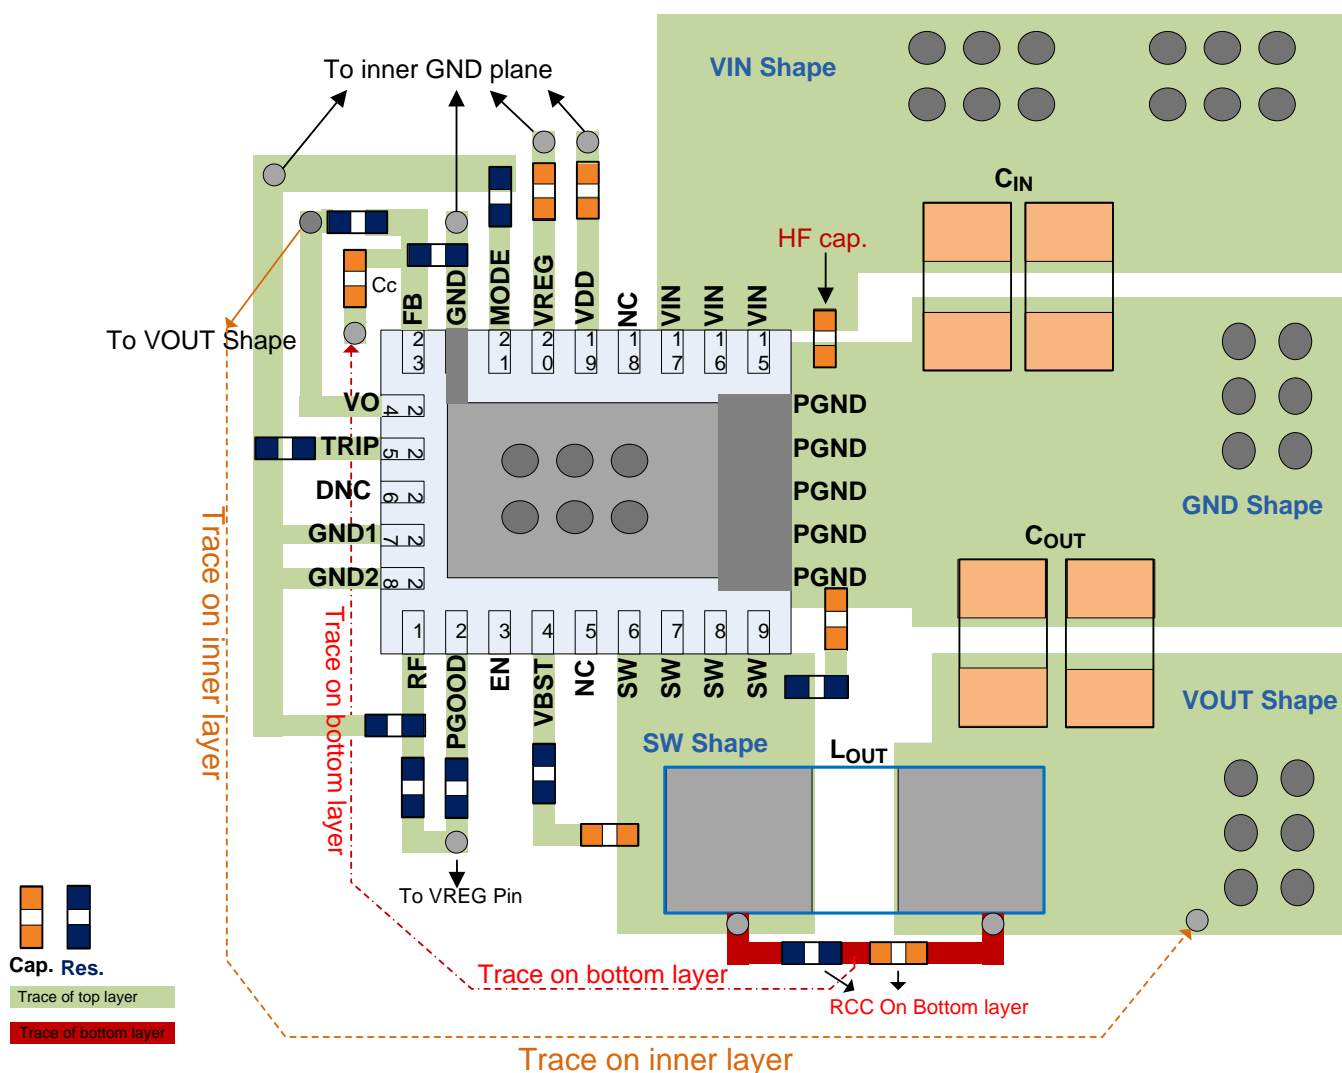 To inner GND plane
VIN Shape
C_IN
HF cap.
Cc
FB
GND
MODE
VREG
VDD
NC
VIN
VIN
VIN
To VOUT Shape
23
21
20
19
18
17
16
15
VO
24
PGND
TRIP
25
PGND
DNC
26
PGND
GND Shape
GND1
27
PGND
C_OUT
GND2
28
PGND
1
2
3
4
5
6
7
8
9
RF
PGOOD
EN
VBST
NC
SW
SW
SW
SW
VOUT Shape
SW Shape
L_OUT
Trace on inner layer
Trace on bottom layer
To VREG Pin
Cap.
Res.
Trace of top layer
Trace of bottom layer
Trace on bottom layer
RCC On Bottom layer
Trace on inner layer